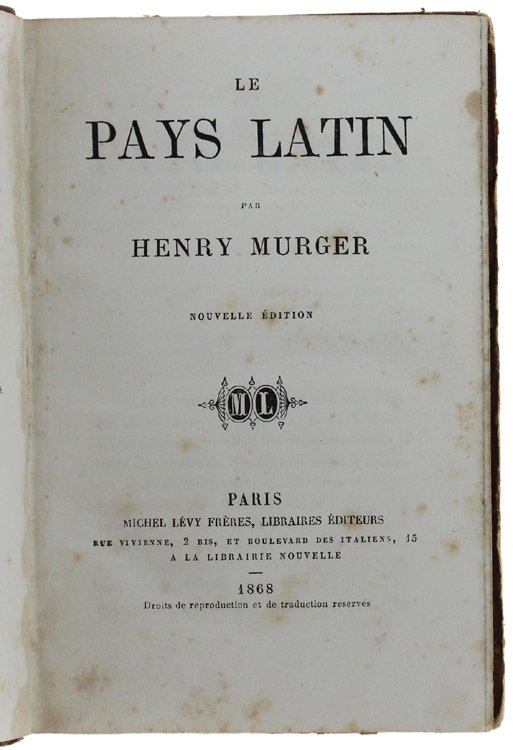 LE
PAYS LATIN
PAR
HENRY MURGER
NOUVELLE ÉDITION
ML
PARIS
MICHEL LÉVY FRÈRES, LIBRAIRES ÉDITEURS
RUE VIVIENNE, 2 BIS, ET BOULEVARD DES ITALIENS, 15
A LA LIBRAIRIE NOUVELLE
1868
Droits de reproduction et de traduction réservés